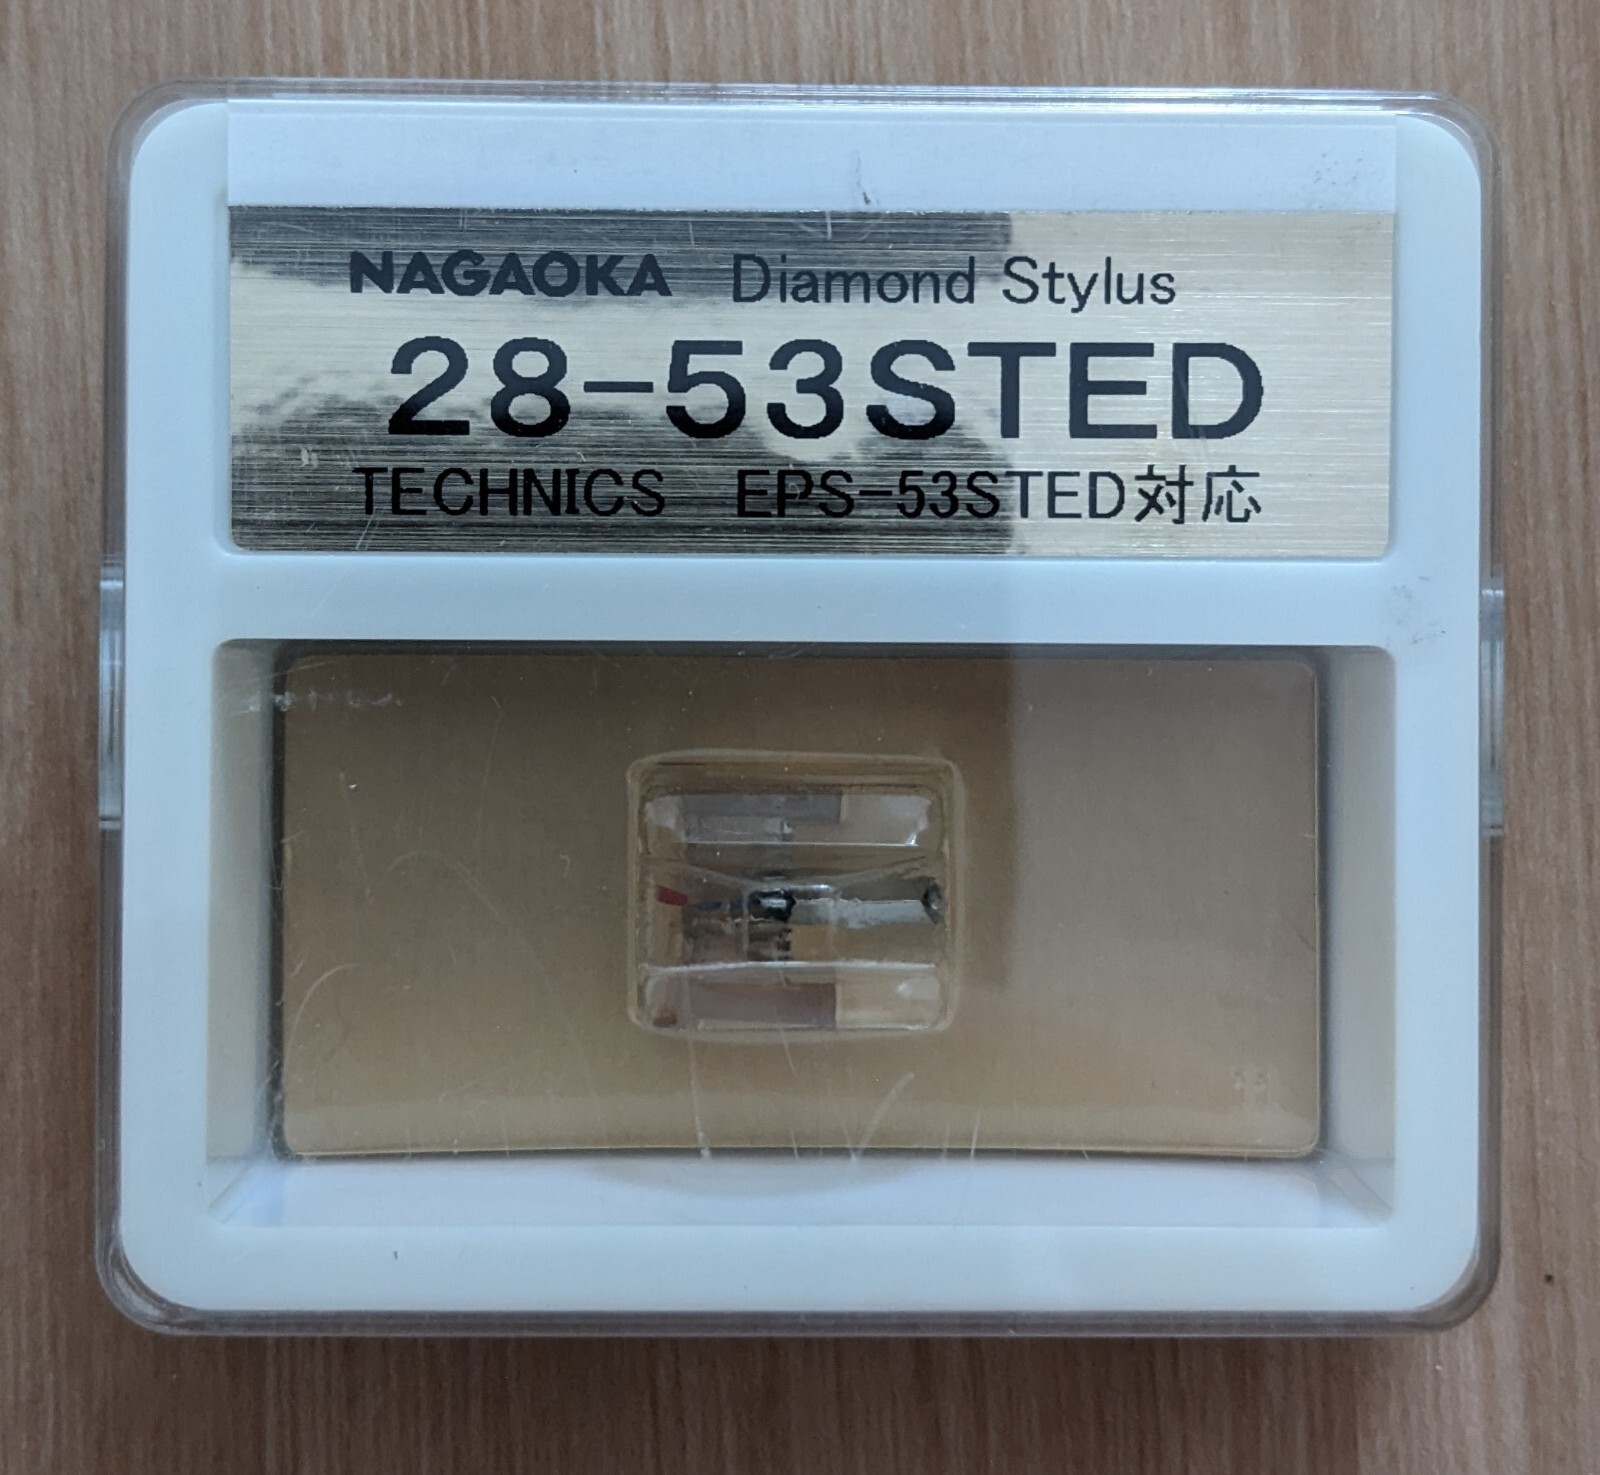 NAGAOKA Diamond Stylus
28-53STED
TECHNICS EPS-53STED対応